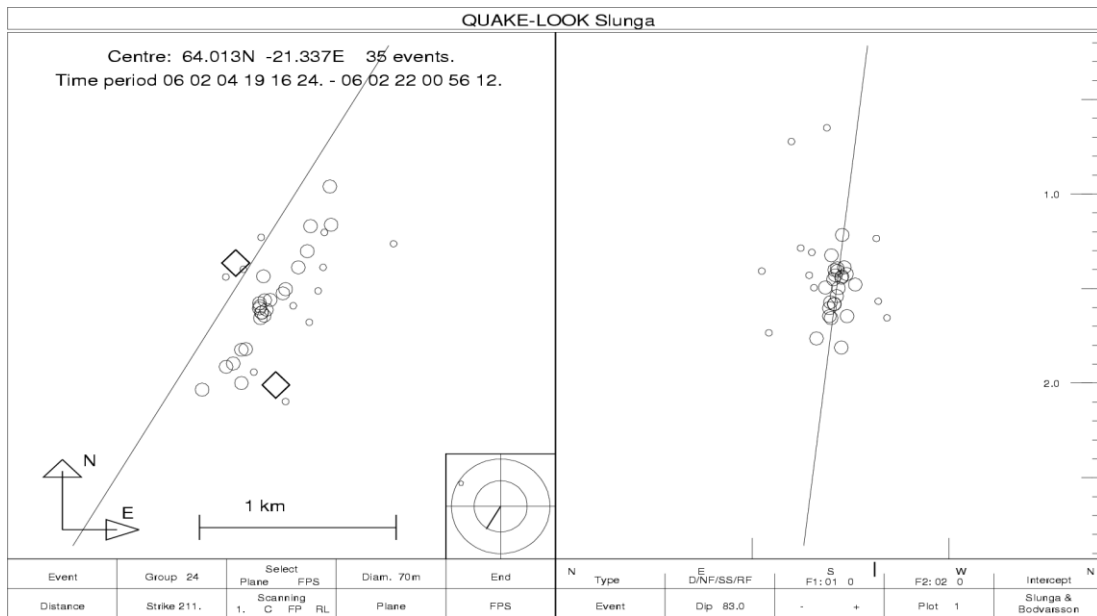 QUAKE-LOOK Slunga
Centre: 64.013N -21.337E 35 events.
Time period 06 02 04 19 16 24. - 06 02 22 00 56 12.
N
E
1 km
1.0
2.0
Event Group 24 Select Plane FPS Diam. 70m End
Distance Strike 211. Scanning 1. C FP RL Plane FPS
N E S W N
Type D/NF/SS/RF F1: 01 0 F2: 02 0 Intercept
Event Dip 83.0 - + Plot 1 Slunga & Bodvarsson